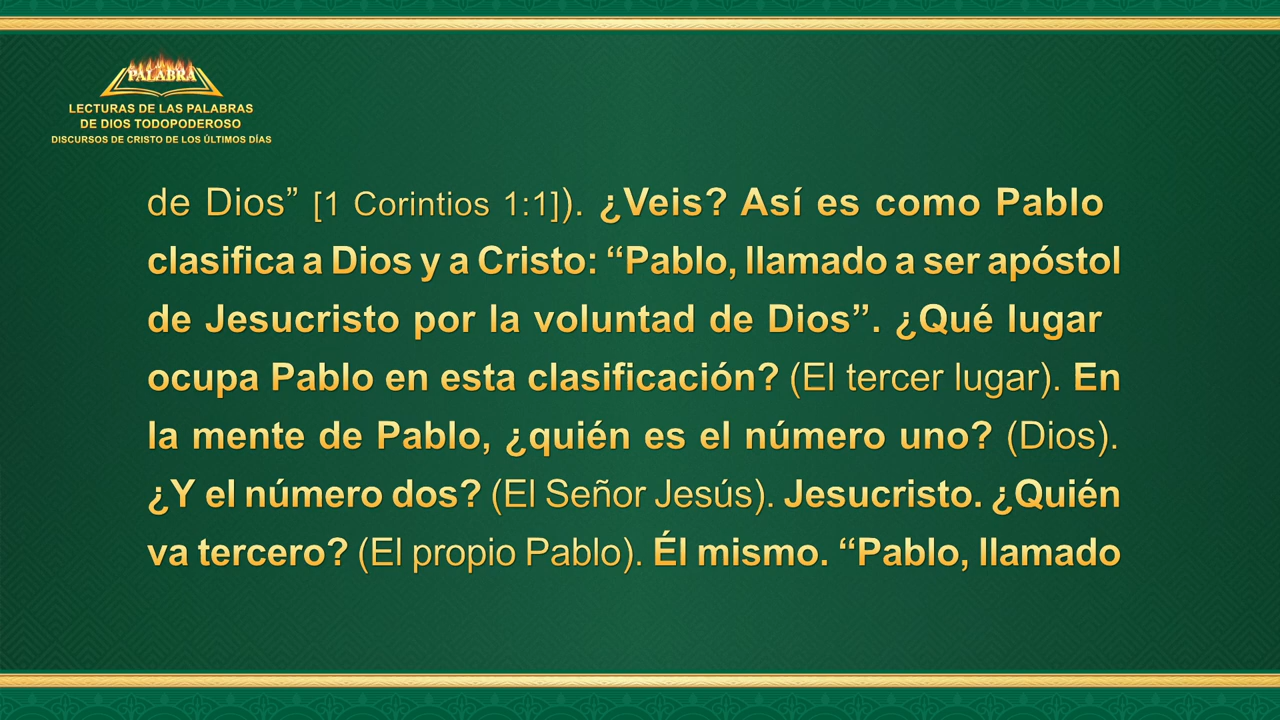 PALABRA
LECTURAS DE LAS PALABRAS
DE DIOS TODOPODEROSO
DISCURSOS DE CRISTO DE LOS ÚLTIMOS DÍAS
de Dios” [1 Corintios 1:1]). ¿Veis? Así es como Pablo
clasifica a Dios y a Cristo: “Pablo, llamado a ser apóstol
de Jesucristo por la voluntad de Dios”. ¿Qué lugar
ocupa Pablo en esta clasificación? (El tercer lugar). En
la mente de Pablo, ¿quién es el número uno? (Dios).
¿Y el número dos? (El Señor Jesús). Jesucristo. ¿Quién
va tercero? (El propio Pablo). Él mismo. “Pablo, llamado